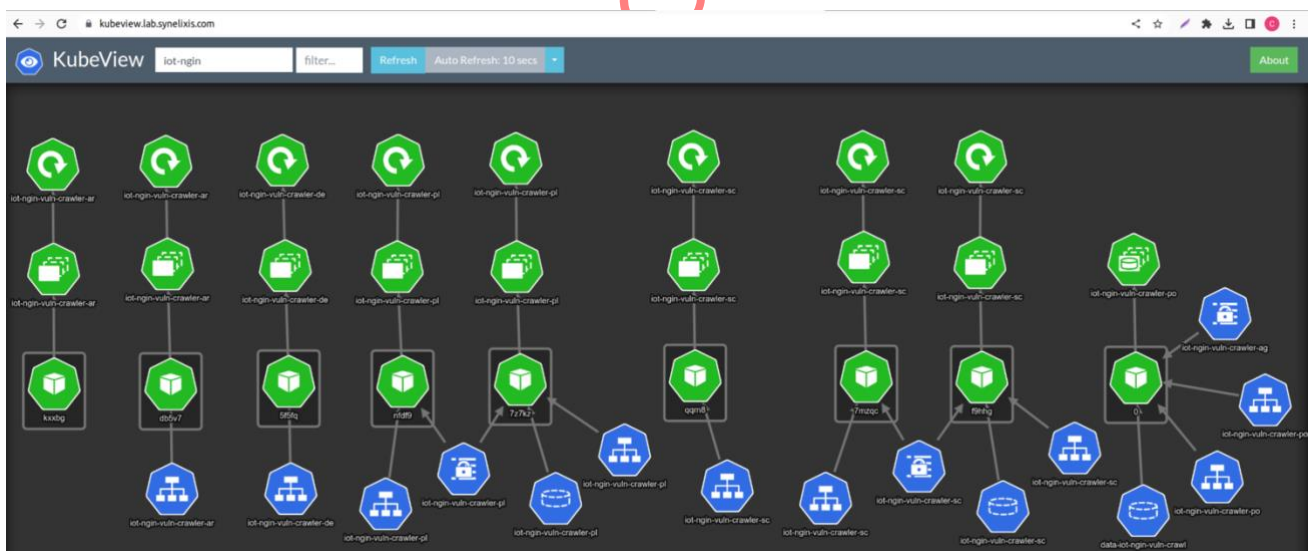 kubeview.lab.synelixis.com
KubeView iot-ngin filter... Refresh Auto Refresh: 10 secs About
iot-ngin-vuln-crawler-ar iot-ngin-vuln-crawler-ar iot-ngin-vuln-crawler-de iot-ngin-vuln-crawler-pl iot-ngin-vuln-crawler-pl iot-ngin-vuln-crawler-sc iot-ngin-vuln-crawler-sc iot-ngin-vuln-crawler-sc
iot-ngin-vuln-crawler-ar iot-ngin-vuln-crawler-ar iot-ngin-vuln-crawler-de iot-ngin-vuln-crawler-pl iot-ngin-vuln-crawler-pl iot-ngin-vuln-crawler-sc iot-ngin-vuln-crawler-sc iot-ngin-vuln-crawler-sc iot-ngin-vuln-crawler-po
iot-ngin-vuln-crawler-ag
kxxbg nfdf9 7z7kz qqrn8 7mzqc f9hhg 0
iot-ngin-vuln-crawler-po
iot-ngin-vuln-crawler-pl iot-ngin-vuln-crawler-sc
iot-ngin-vuln-crawler-pl iot-ngin-vuln-crawler-sc iot-ngin-vuln-crawler-po
iot-ngin-vuln-crawler-ar iot-ngin-vuln-crawler-de iot-ngin-vuln-crawler-sc
iot-ngin-vuln-crawler-pl iot-ngin-vuln-crawler-pl iot-ngin-vuln-crawler-sc iot-ngin-vuln-crawler-sc data-iot-ngin-vuln-crawl